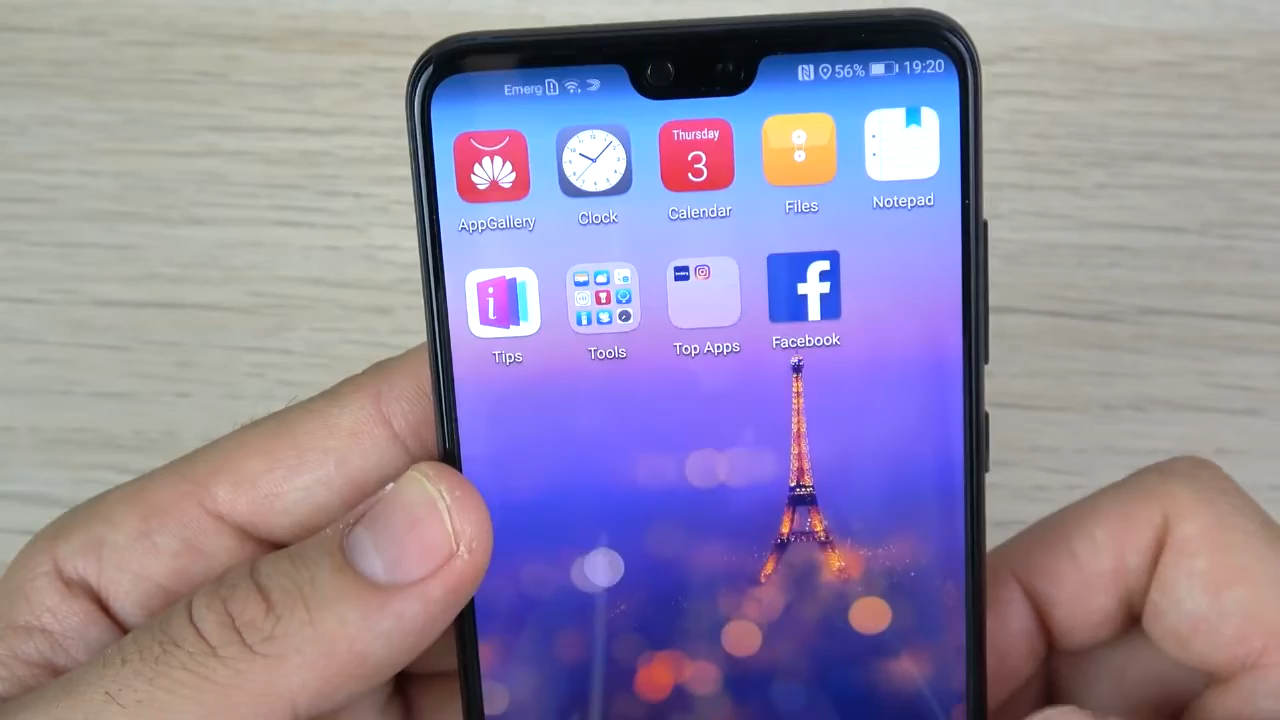 Emerg
56% 19:20
Thursday
3
AppGallery
Clock
Calendar
Files
Notepad
Tips
Tools
Top Apps
Facebook